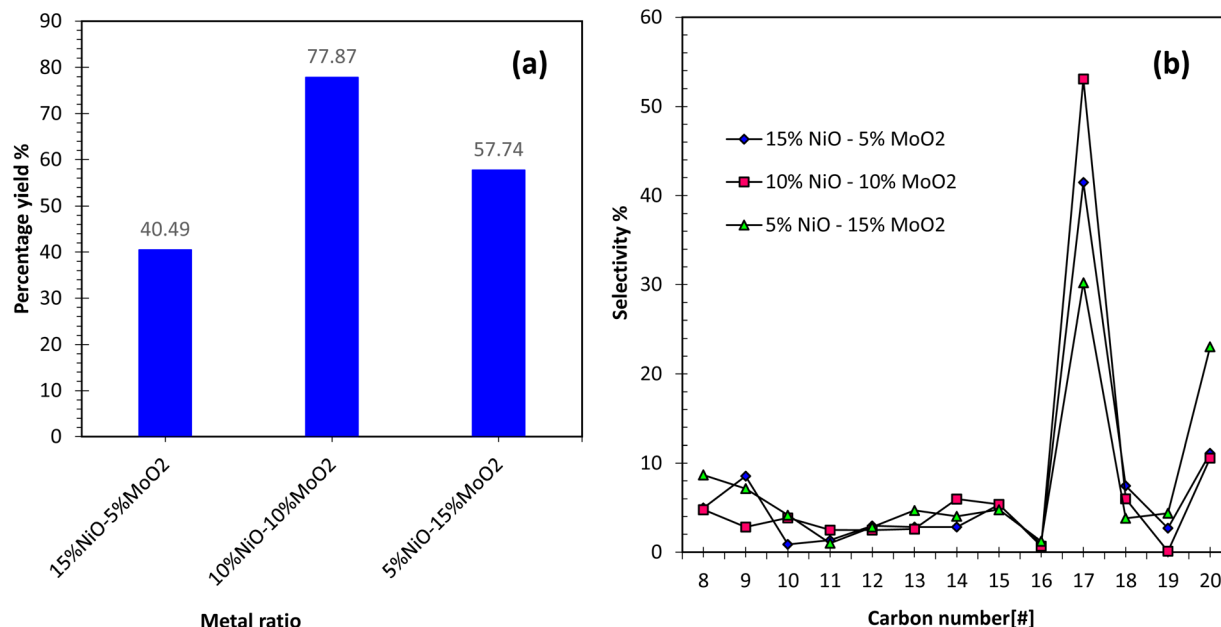 (a)
Percentage yield %
90
80
70
60
50
40
30
20
10
0
40.49
77.87
57.74
15%NiO-5%MoO2
10%NiO-10%MoO2
5%NiO-15%MoO2
Metal ratio
(b)
Selectivity %
60
50
40
30
20
10
0
15% NiO - 5% MoO2
10% NiO - 10% MoO2
5% NiO - 15% MoO2
8 9 10 11 12 13 14 15 16 17 18 19 20
Carbon number[#]